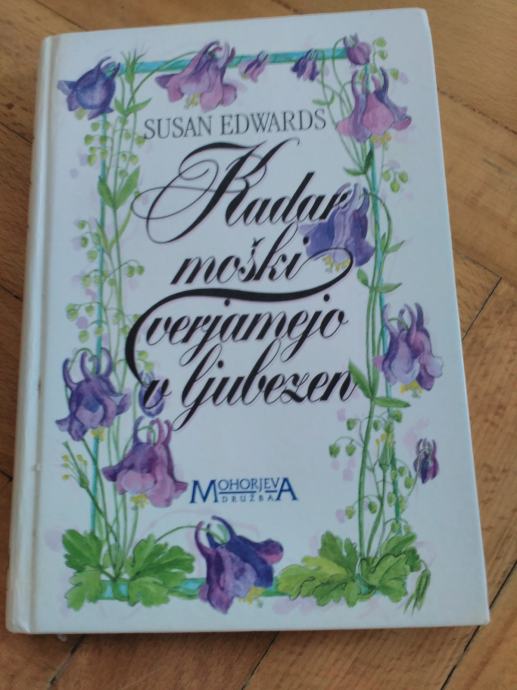 SUSAN EDWARDS
Kadar
moški
verjamejo
v ljubezen
MOHORJEVA
DRUŽBA